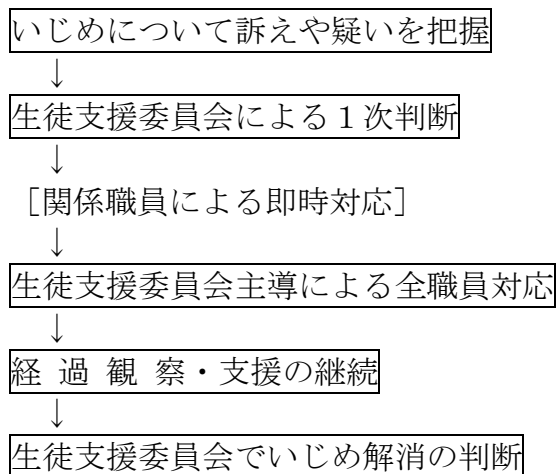 いじめについて訴えや疑いを把握
↓
生徒支援委員会による１次判断
↓
［関係職員による即時対応］
↓
生徒支援委員会主導による全職員対応
↓
経 過 観 察・支援の継続
↓
生徒支援委員会でいじめ解消の判断